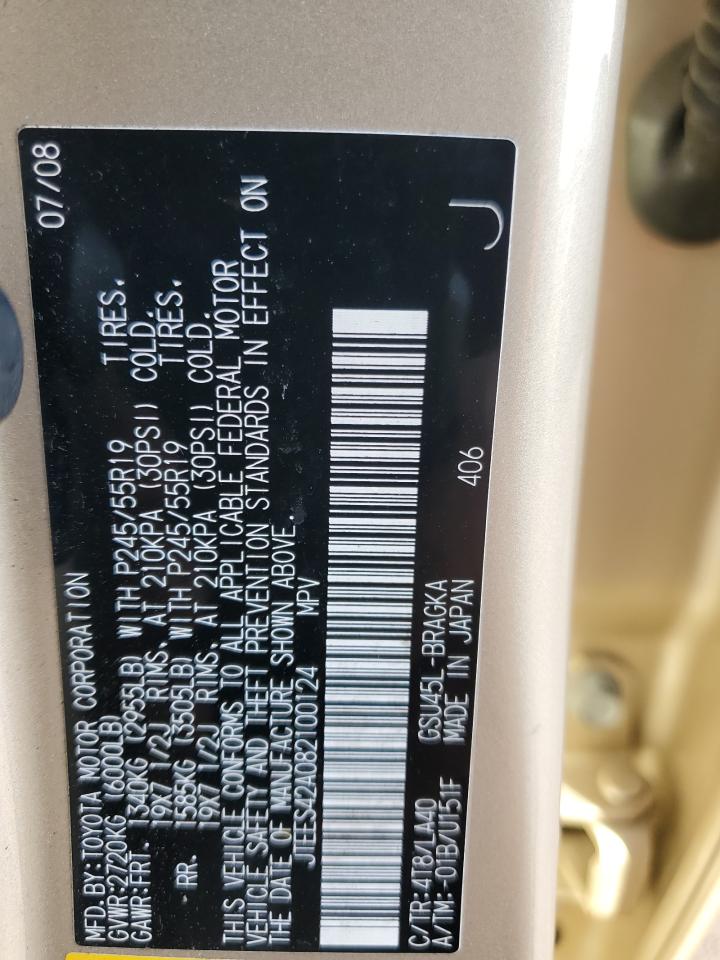 MFD.BY:TOYOTA MOTOR CORPORATION 07/08
GVWR:2720KG (6000LB)
GAWR:FRT. 1340KG (2955LB) WITH P245/55R19 TIRES.
19X7 1/2J RIMS. AT 210KPA (30PSI) COLD.
RR. 1585KG (3505LB) WITH P245/55R19 TIRES.
19X7 1/2J RIMS. AT 210KPA (30PSI) COLD.
THIS VEHICLE CONFORMS TO ALL APPLICABLE FEDERAL MOTOR
VEHICLE SAFETY AND THEFT PREVENTION STANDARDS IN EFFECT ON
THE DATE OF MANUFACTURE SHOWN ABOVE.
JTEES42A082100124 MPV
C/TR:4T8/LA40 GSU45L-BRAGKA 406 J
A/TM:-01B/U151F MADE IN JAPAN